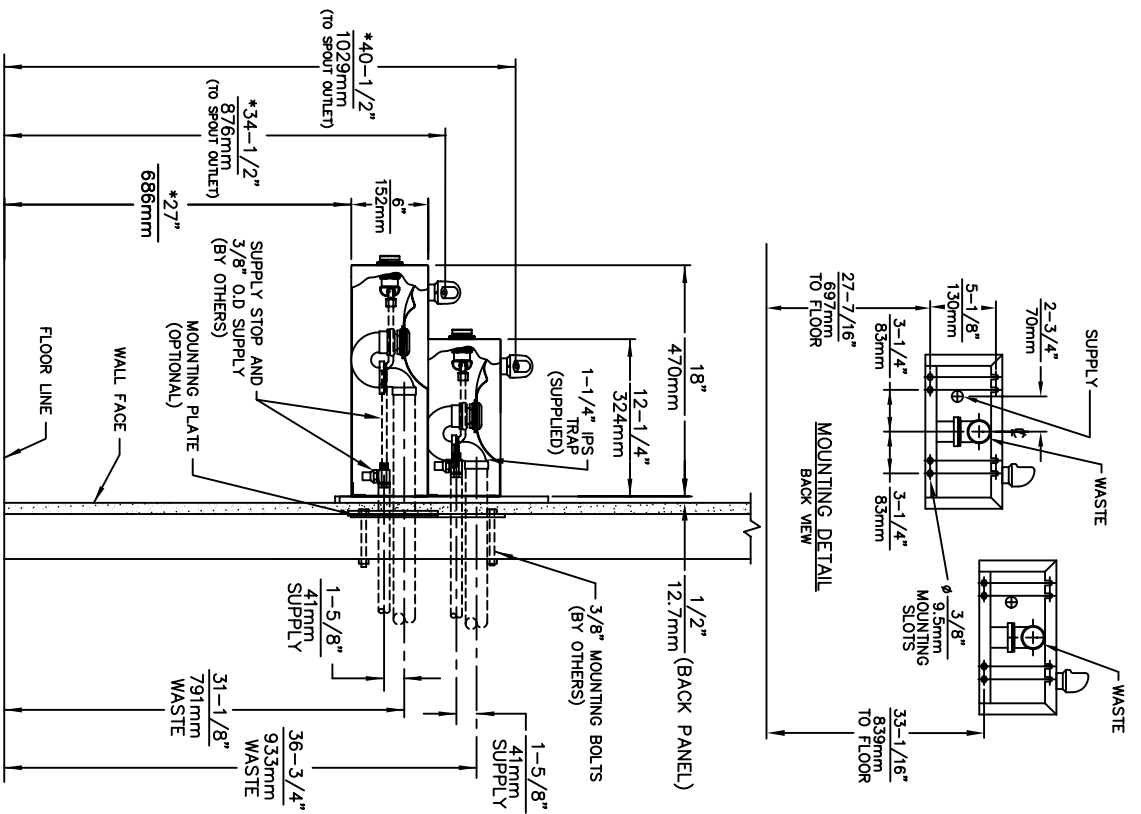 SUPPLY
WASTE
WASTE
2-3/4"
70mm
5-1/8"
130mm
3-1/4"
83mm
3-1/4"
83mm
27-7/16"
697mm
TO FLOOR
33-1/16"
839mm
TO FLOOR
ø 3/8"
9.5mm
MOUNTING
SLOTS
℄
MOUNTING DETAIL
BACK VIEW
*40-1/2"
1029mm
(TO SPOUT OUTLET)
*34-1/2"
876mm
(TO SPOUT OUTLET)
*27"
686mm
6"
152mm
18"
470mm
12-1/4"
324mm
1-1/4" IPS
TRAP
(SUPPLIED)
1/2"
12.7mm (BACK PANEL)
3/8" MOUNTING BOLTS
(BY OTHERS)
SUPPLY STOP AND
3/8" O.D SUPPLY
(BY OTHERS)
MOUNTING PLATE
(OPTIONAL)
WALL FACE
FLOOR LINE
1-5/8"
41mm
SUPPLY
1-5/8"
41mm
SUPPLY
31-1/8"
791mm
WASTE
36-3/4"
933mm
WASTE